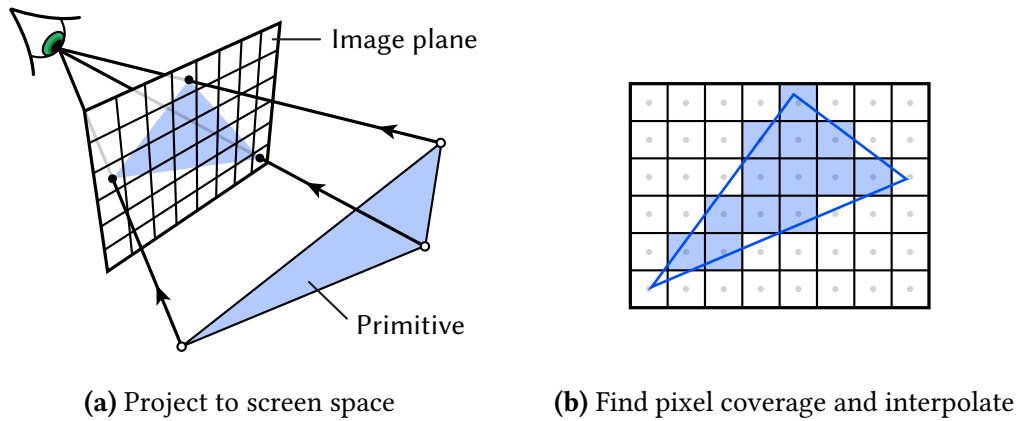 Image plane
Primitive
(a) Project to screen space
(b) Find pixel coverage and interpolate